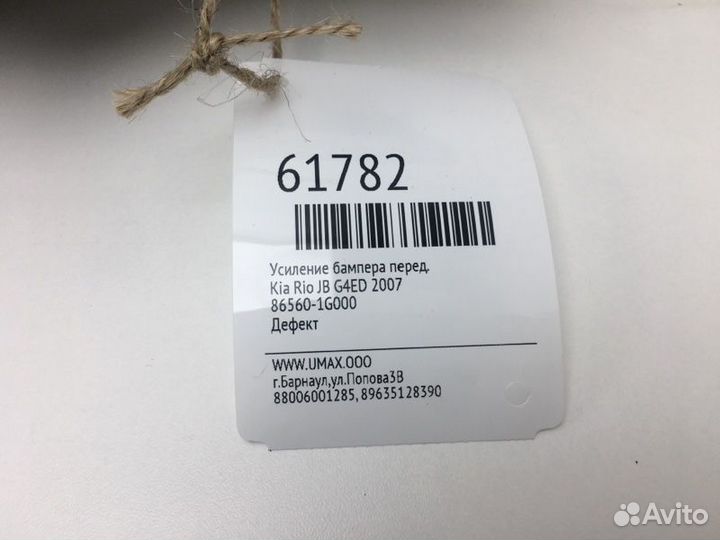 61782
Усиление бампера перед.
Kia Rio JB G4ED 2007
86560-1G000
Дефект
WWW.UMAX.OOO
г.Барнаул,ул.Попова3В
88006001285, 89635128390
Avito